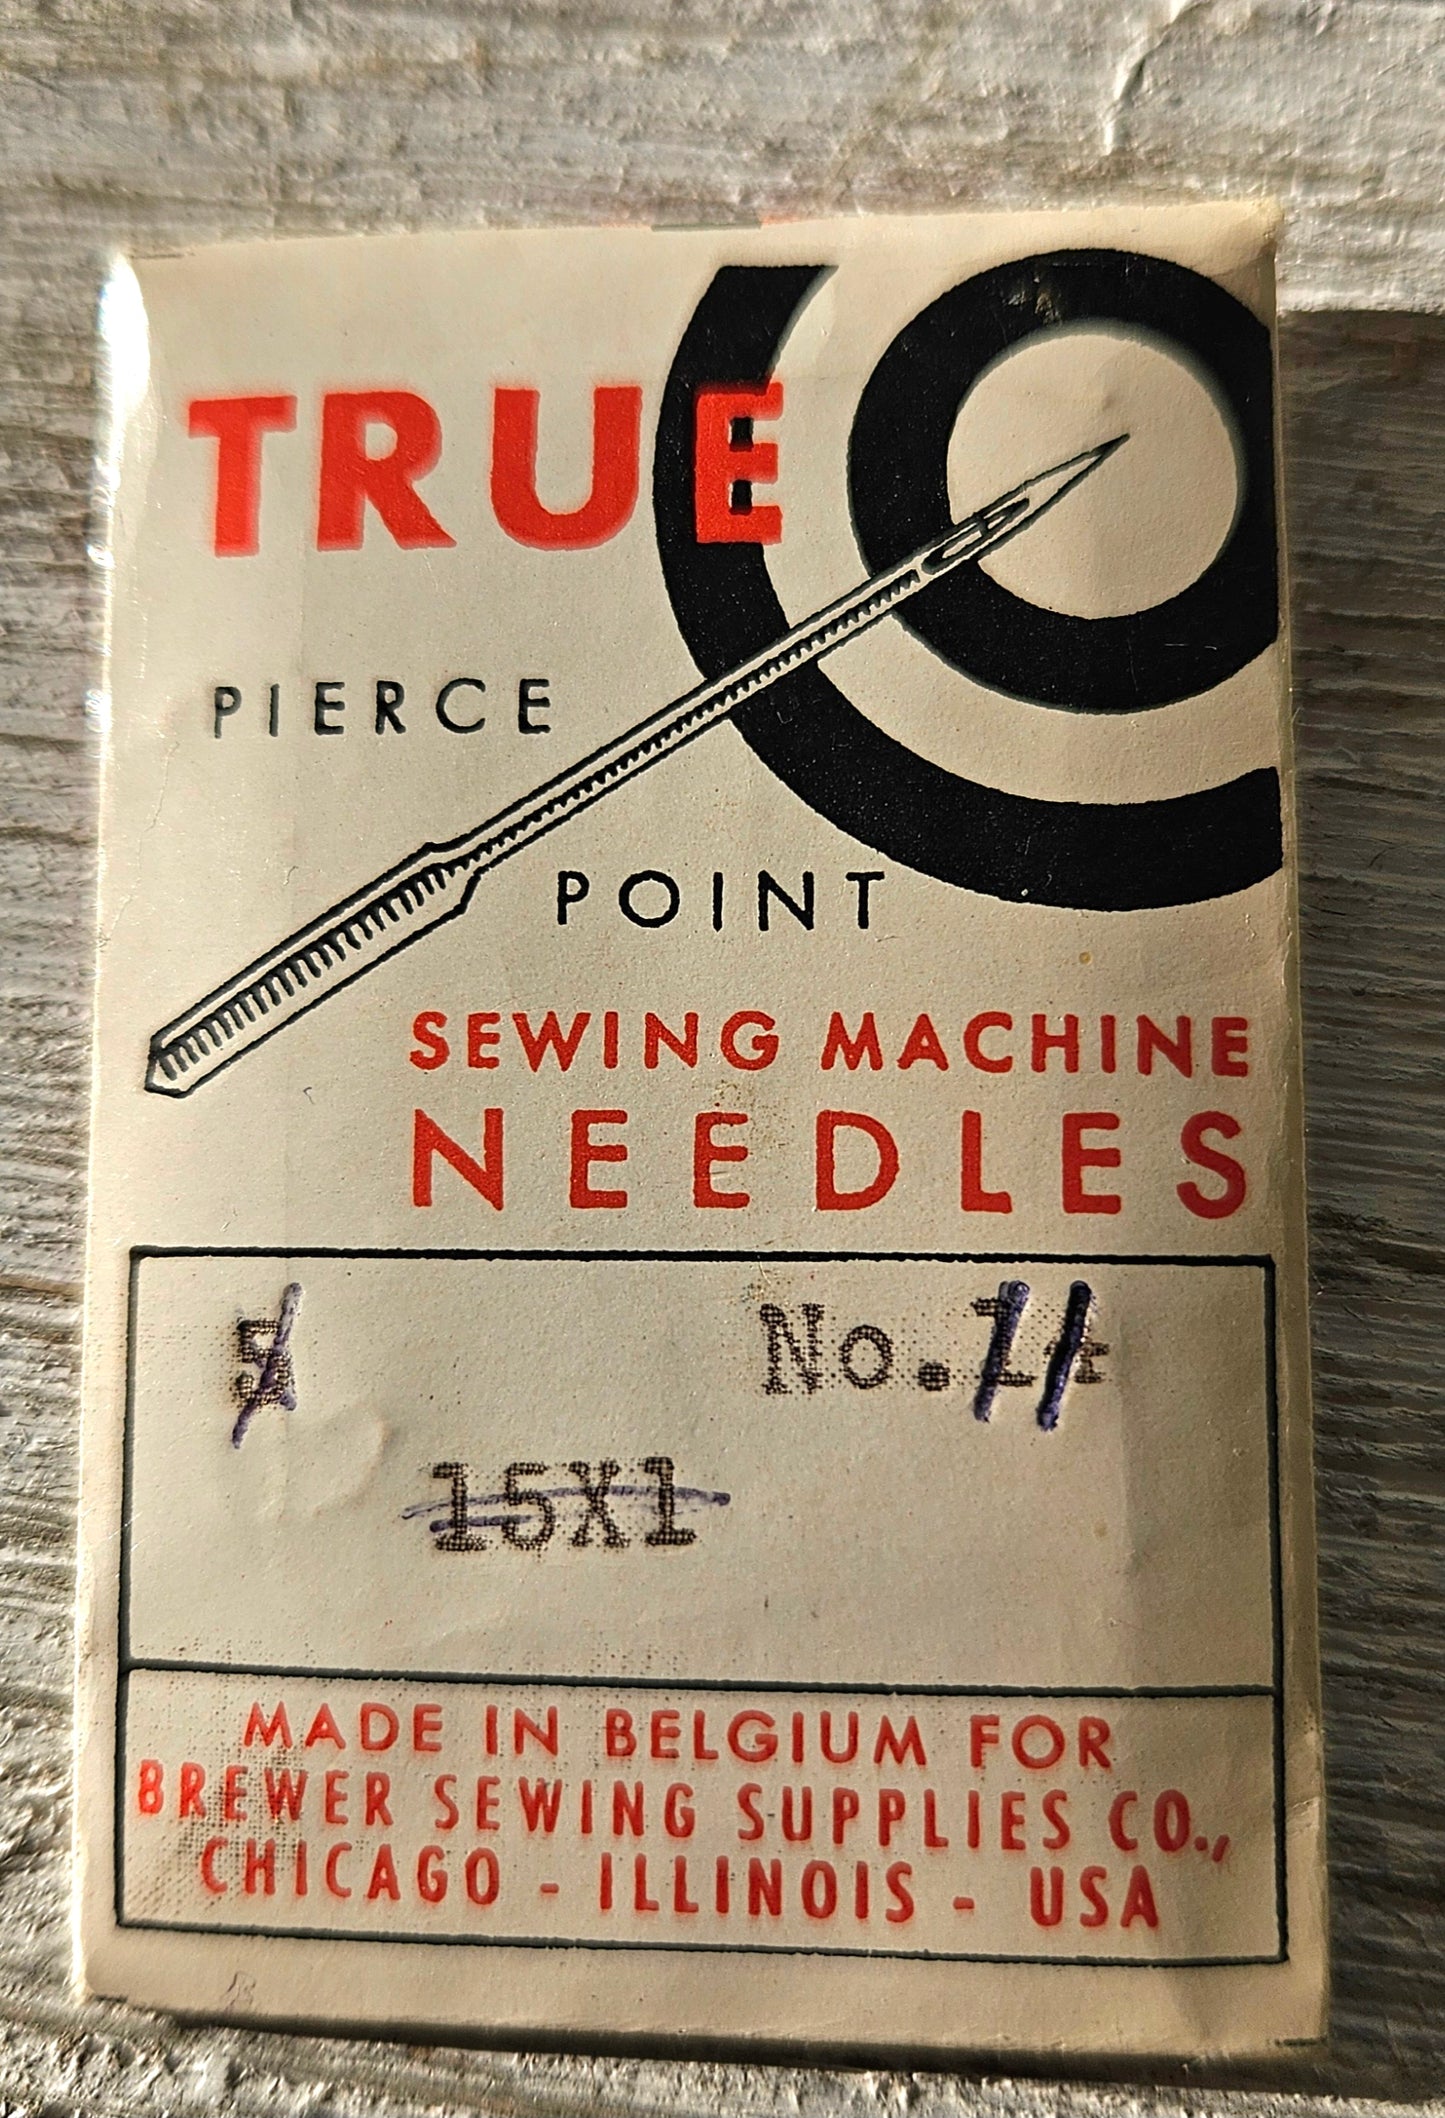 TRUE
PIERCE
POINT
SEWING MACHINE
NEEDLES
5 No. 11
15X1
MADE IN BELGIUM FOR
BREWER SEWING SUPPLIES CO.,
CHICAGO - ILLINOIS - USA